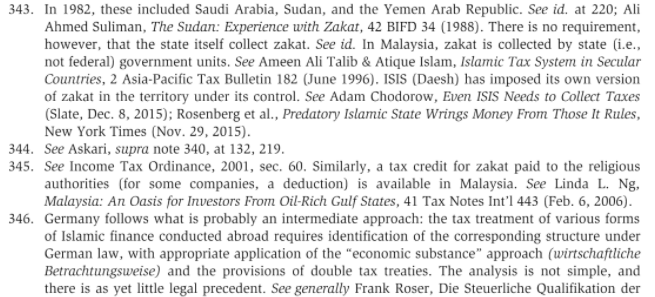 343. In 1982, these included Saudi Arabia, Sudan, and the Yemen Arab Republic. See id. at 220; Ali
Ahmed Suliman, The Sudan: Experience with Zakat, 42 BIFD 34 (1988). There is no requirement,
however, that the state itself collect zakat. See id. In Malaysia, zakat is collected by state (i.e.,
not federal) government units. See Ameen Ali Talib & Atique Islam, Islamic Tax System in Secular
Countries, 2 Asia-Pacific Tax Bulletin 182 (June 1996). ISIS (Daesh) has imposed its own version
of zakat in the territory under its control. See Adam Chodorow, Even ISIS Needs to Collect Taxes
(Slate, Dec. 8, 2015); Rosenberg et al., Predatory Islamic State Wrings Money From Those It Rules,
New York Times (Nov. 29, 2015).
344. See Askari, supra note 340, at 132, 219.
345. See Income Tax Ordinance, 2001, sec. 60. Similarly, a tax credit for zakat paid to the religious
authorities (for some companies, a deduction) is available in Malaysia. See Linda L. Ng,
Malaysia: An Oasis for Investors From Oil-Rich Gulf States, 41 Tax Notes Int'l 443 (Feb. 6, 2006).
346. Germany follows what is probably an intermediate approach: the tax treatment of various forms
of Islamic finance conducted abroad requires identification of the corresponding structure under
German law, with appropriate application of the “economic substance” approach (wirtschaftliche
Betrachtungsweise) and the provisions of double tax treaties. The analysis is not simple, and
there is as yet little legal precedent. See generally Frank Roser, Die Steuerliche Qualifikation der